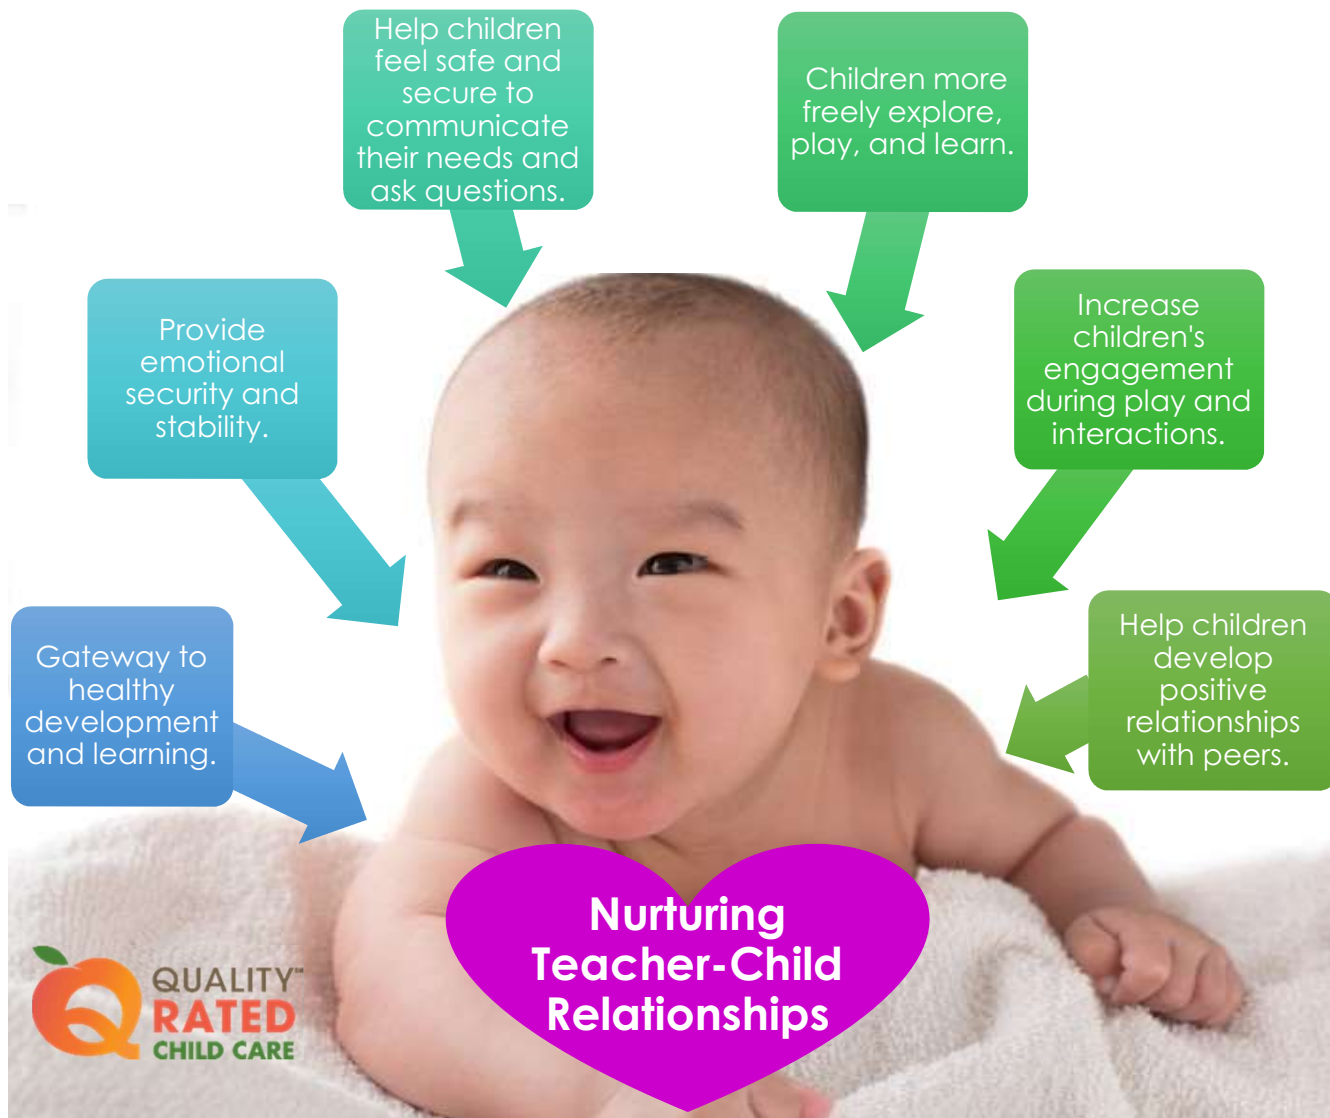 Help children
feel safe and
secure to
communicate
their needs and
ask questions.
Children more
freely explore,
play, and learn.
Provide
emotional
security and
stability.
Increase
children's
engagement
during play and
interactions.
Gateway to
healthy
development
and learning.
Help children
develop
positive
relationships
with peers.
Nurturing
Teacher-Child
Relationships
QUALITY™
RATED
CHILD CARE